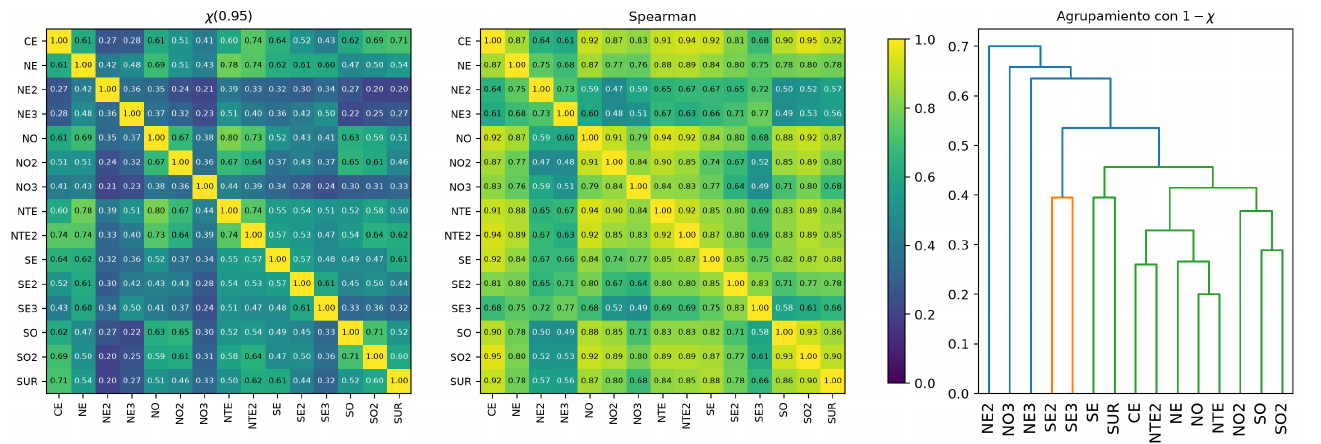 χ(0.95)
CE 1.00 0.61 0.27 0.28 0.61 0.51 0.41 0.60 0.74 0.64 0.52 0.43 0.62 0.69 0.71
NE 0.61 1.00 0.42 0.48 0.69 0.51 0.43 0.78 0.74 0.62 0.61 0.60 0.47 0.50 0.54
NE2 0.27 0.42 1.00 0.36 0.35 0.24 0.21 0.39 0.33 0.32 0.30 0.34 0.27 0.20 0.20
NE3 0.28 0.48 0.36 1.00 0.37 0.32 0.23 0.51 0.40 0.36 0.42 0.50 0.22 0.25 0.27
NO 0.61 0.69 0.35 0.37 1.00 0.67 0.38 0.80 0.73 0.52 0.43 0.41 0.63 0.59 0.51
NO2 0.51 0.51 0.24 0.32 0.67 1.00 0.36 0.67 0.64 0.37 0.43 0.37 0.65 0.61 0.46
NO3 0.41 0.43 0.21 0.23 0.38 0.36 1.00 0.44 0.39 0.34 0.28 0.24 0.30 0.31 0.33
NTE 0.60 0.78 0.39 0.51 0.80 0.67 0.44 1.00 0.74 0.55 0.54 0.51 0.52 0.58 0.50
NTE2 0.74 0.74 0.33 0.40 0.73 0.64 0.39 0.74 1.00 0.57 0.53 0.47 0.54 0.64 0.62
SE 0.64 0.62 0.32 0.36 0.52 0.37 0.34 0.55 0.57 1.00 0.57 0.48 0.49 0.47 0.61
SE2 0.52 0.61 0.30 0.42 0.43 0.43 0.28 0.54 0.53 0.57 1.00 0.61 0.45 0.50 0.44
SE3 0.43 0.60 0.34 0.50 0.41 0.37 0.24 0.51 0.47 0.48 0.61 1.00 0.33 0.36 0.32
SO 0.62 0.47 0.27 0.22 0.63 0.65 0.30 0.52 0.54 0.49 0.45 0.33 1.00 0.71 0.52
SO2 0.69 0.50 0.20 0.25 0.59 0.61 0.31 0.58 0.64 0.47 0.50 0.36 0.71 1.00 0.60
SUR 0.71 0.54 0.20 0.27 0.51 0.46 0.33 0.50 0.62 0.61 0.44 0.32 0.52 0.60 1.00
CE NE NE2 NE3 NO NO2 NO3 NTE NTE2 SE SE2 SE3 SO SO2 SUR
Spearman
CE 1.00 0.87 0.64 0.61 0.92 0.87 0.83 0.91 0.94 0.92 0.81 0.68 0.90 0.95 0.92
NE 0.87 1.00 0.75 0.68 0.87 0.77 0.76 0.88 0.89 0.84 0.80 0.75 0.78 0.80 0.78
NE2 0.64 0.75 1.00 0.73 0.59 0.47 0.59 0.65 0.67 0.67 0.65 0.72 0.50 0.52 0.57
NE3 0.61 0.68 0.73 1.00 0.60 0.48 0.51 0.67 0.63 0.66 0.71 0.77 0.49 0.53 0.56
NO 0.92 0.87 0.59 0.60 1.00 0.91 0.79 0.94 0.92 0.84 0.80 0.68 0.88 0.92 0.87
NO2 0.87 0.77 0.47 0.48 0.91 1.00 0.84 0.90 0.85 0.74 0.67 0.52 0.85 0.89 0.80
NO3 0.83 0.76 0.59 0.51 0.79 0.84 1.00 0.84 0.83 0.77 0.64 0.49 0.71 0.80 0.68
NTE 0.91 0.88 0.65 0.67 0.94 0.90 0.84 1.00 0.92 0.85 0.80 0.69 0.83 0.89 0.84
NTE2 0.94 0.89 0.67 0.63 0.92 0.85 0.83 0.92 1.00 0.87 0.80 0.69 0.83 0.89 0.85
SE 0.92 0.84 0.67 0.66 0.84 0.74 0.77 0.85 0.87 1.00 0.85 0.75 0.82 0.87 0.88
SE2 0.81 0.80 0.65 0.71 0.80 0.67 0.64 0.80 0.80 0.85 1.00 0.83 0.71 0.77 0.78
SE3 0.68 0.75 0.72 0.77 0.68 0.52 0.49 0.69 0.69 0.75 0.83 1.00 0.58 0.61 0.66
SO 0.90 0.78 0.50 0.49 0.88 0.85 0.71 0.83 0.83 0.82 0.71 0.58 1.00 0.93 0.86
SO2 0.95 0.80 0.52 0.53 0.92 0.89 0.80 0.89 0.89 0.87 0.77 0.61 0.93 1.00 0.90
SUR 0.92 0.78 0.57 0.56 0.87 0.80 0.68 0.84 0.85 0.88 0.78 0.66 0.86 0.90 1.00
CE NE NE2 NE3 NO NO2 NO3 NTE NTE2 SE SE2 SE3 SO SO2 SUR
1.0
0.8
0.6
0.4
0.2
0.0
Agrupamiento con 1 − χ
0.7
0.6
0.5
0.4
0.3
0.2
0.1
0.0
NE2 NO3 NE3 SE2 SE3 SE SUR CE NTE2 NE NO NTE NO2 SO SO2